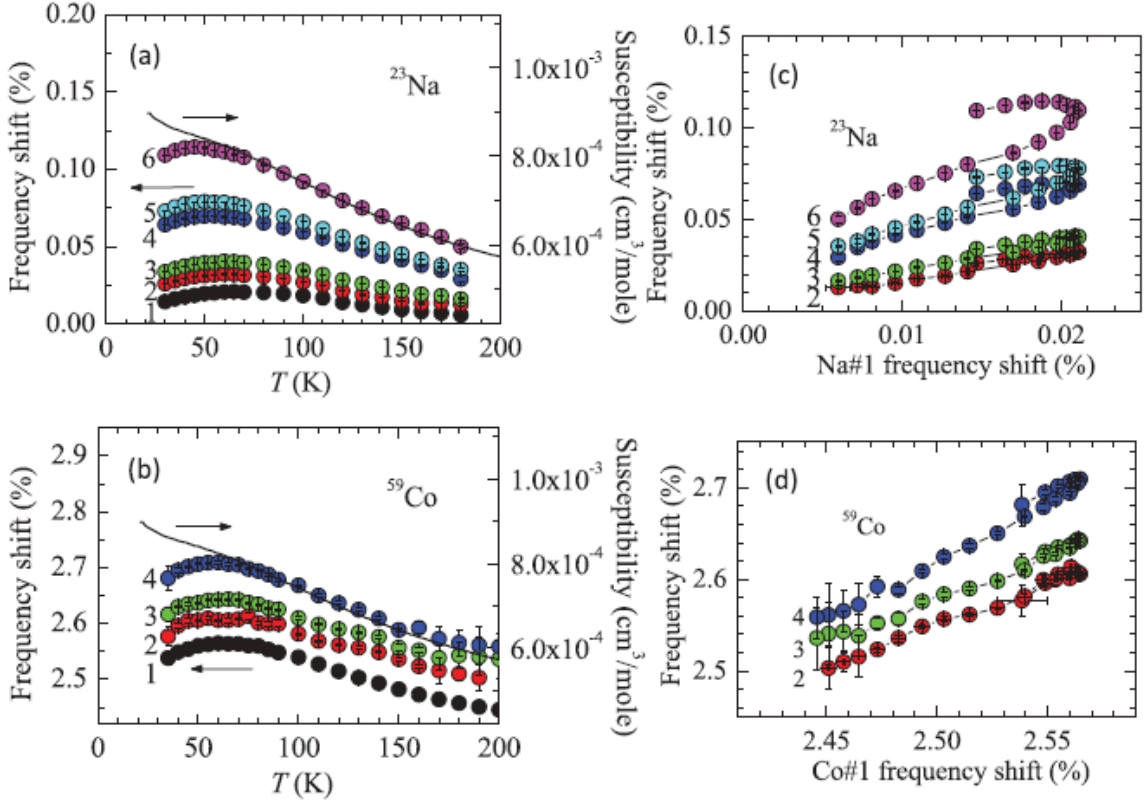 0.20
0.15
0.10
0.05
0.00
Frequency shift (%)
(a)
²³Na
6
5
4
3
2
1
0
50
100
150
200
T (K)
1.0x10⁻³
8.0x10⁻⁴
6.0x10⁻⁴
Susceptibility (cm³/mole)
0.15
0.10
0.05
0.00
Frequency shift (%)
(c)
²³Na
6
5
4
3
2
0.00
0.01
0.02
Na#1 frequency shift (%)
2.9
2.8
2.7
2.6
2.5
Frequency shift (%)
(b)
⁵⁹Co
4
3
2
1
0
50
100
150
200
T (K)
1.0x10⁻³
8.0x10⁻⁴
6.0x10⁻⁴
Susceptibility (cm³/mole)
2.7
2.6
2.5
Frequency shift (%)
(d)
⁵⁹Co
4
3
2
2.45
2.50
2.55
Co#1 frequency shift (%)